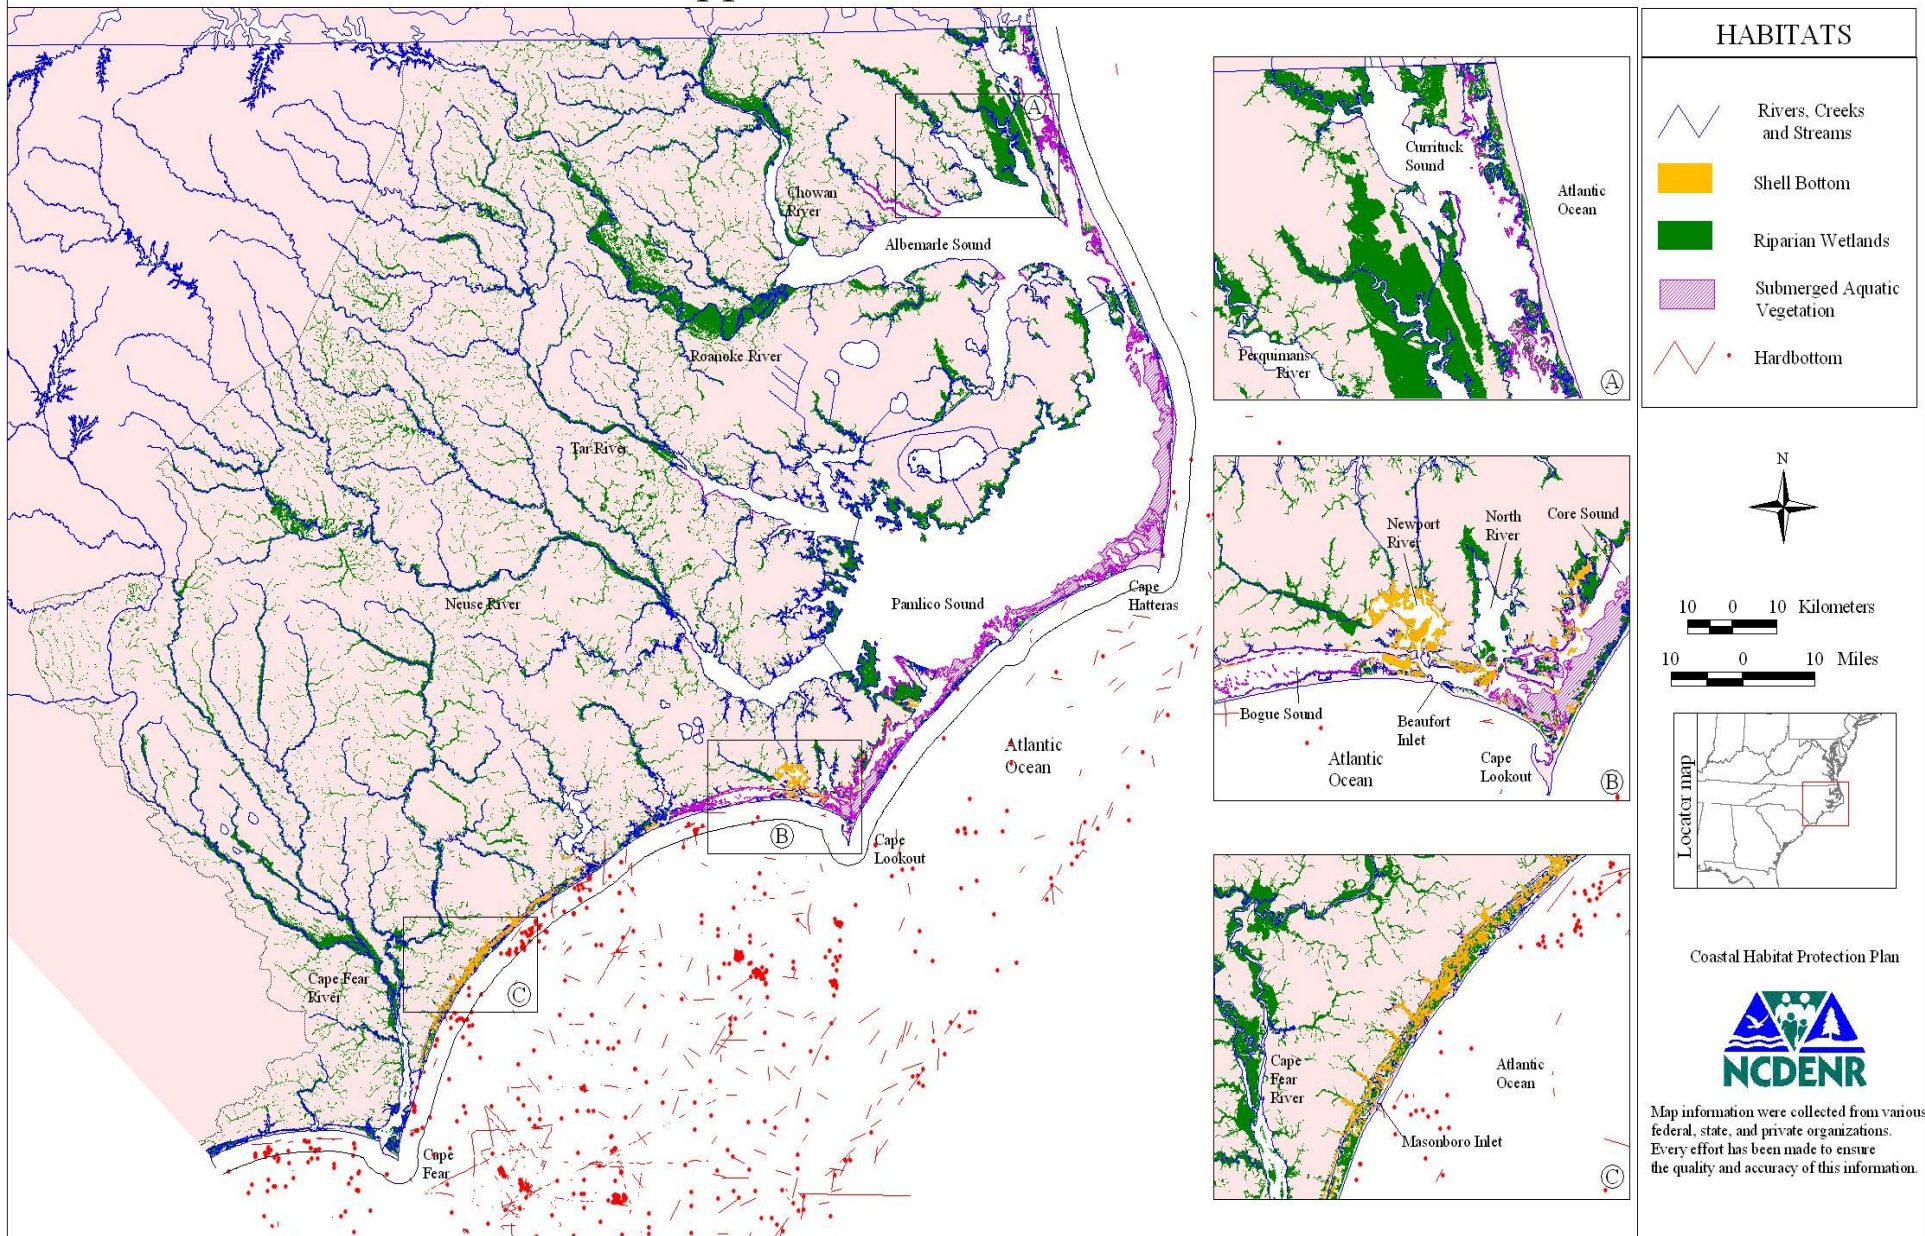 Chowan
River
Albemarle Sound
Roanoke River
Tar River
Neuse River
Pamlico Sound
Cape
Hatteras
Atlantic
Ocean
Cape
Lookout
Cape Fear
River
Cape
Fear
A
B
C
Currituck
Sound
Atlantic
Ocean
Perquimans
River
A
Newport
River
North
River
Core Sound
Bogue Sound
Beaufort
Inlet
Atlantic
Ocean
Cape
Lookout
B
Cape
Fear
River
Atlantic
Ocean
Masonboro Inlet
C
HABITATS
Rivers, Creeks
and Streams
Shell Bottom
Riparian Wetlands
Submerged Aquatic
Vegetation
Hardbottom
N
10 0 10 Kilometers
10 0 10 Miles
Locator map
Coastal Habitat Protection Plan
NCDENR
Map information were collected from various
federal, state, and private organizations.
Every effort has been made to ensure
the quality and accuracy of this information.